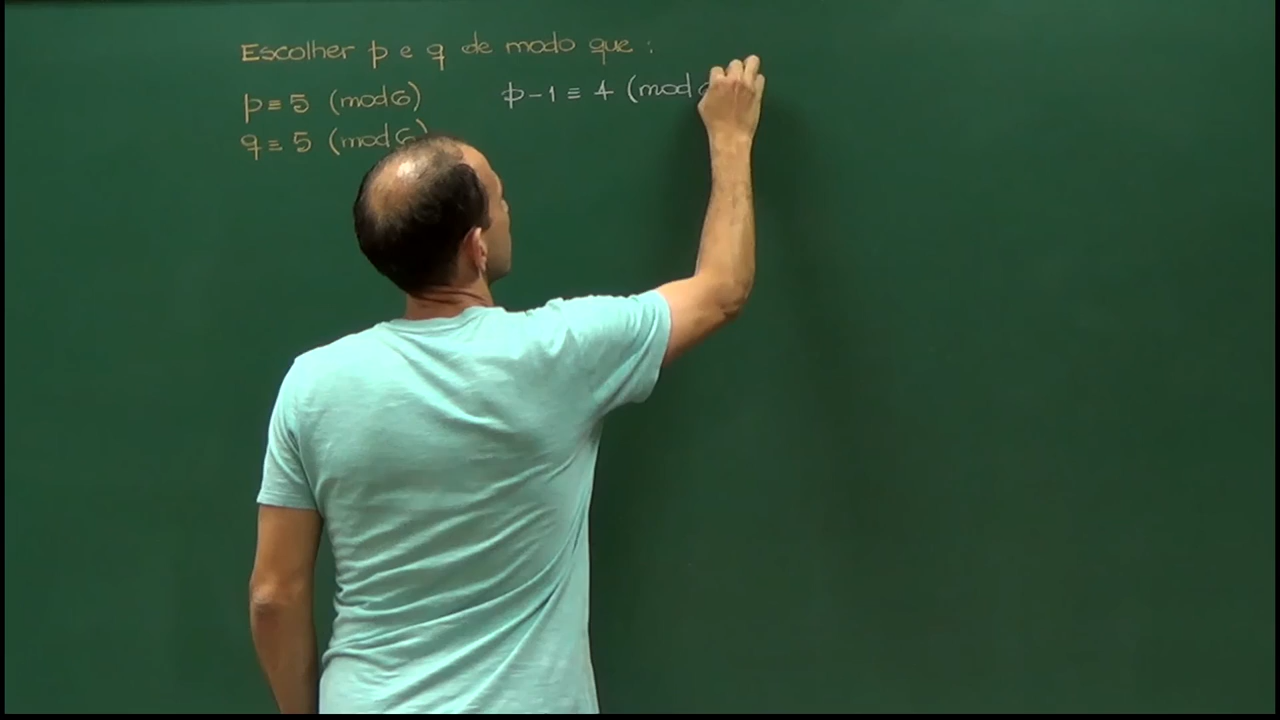 Escolher p e q de modo que :
p ≡ 5 (mod 6) p - 1 ≡ 4 (mod
q ≡ 5 (mod 6)